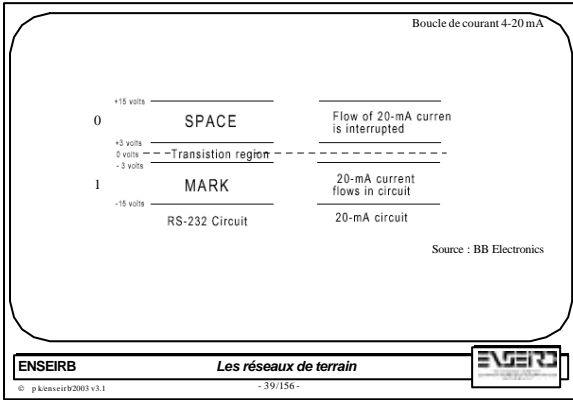 Boucle de courant 4-20 mA
+15 volts
0 SPACE Flow of 20-mA curren
is interrupted
+3 volts
0 volts Transistion region
- 3 volts
1 MARK 20-mA current
flows in circuit
-15 volts
RS-232 Circuit 20-mA circuit
Source : BB Electronics
ENSEIRB Les réseaux de terrain ENSEIRB
© p k/enseirb/2003 v3.1 - 39/156 -